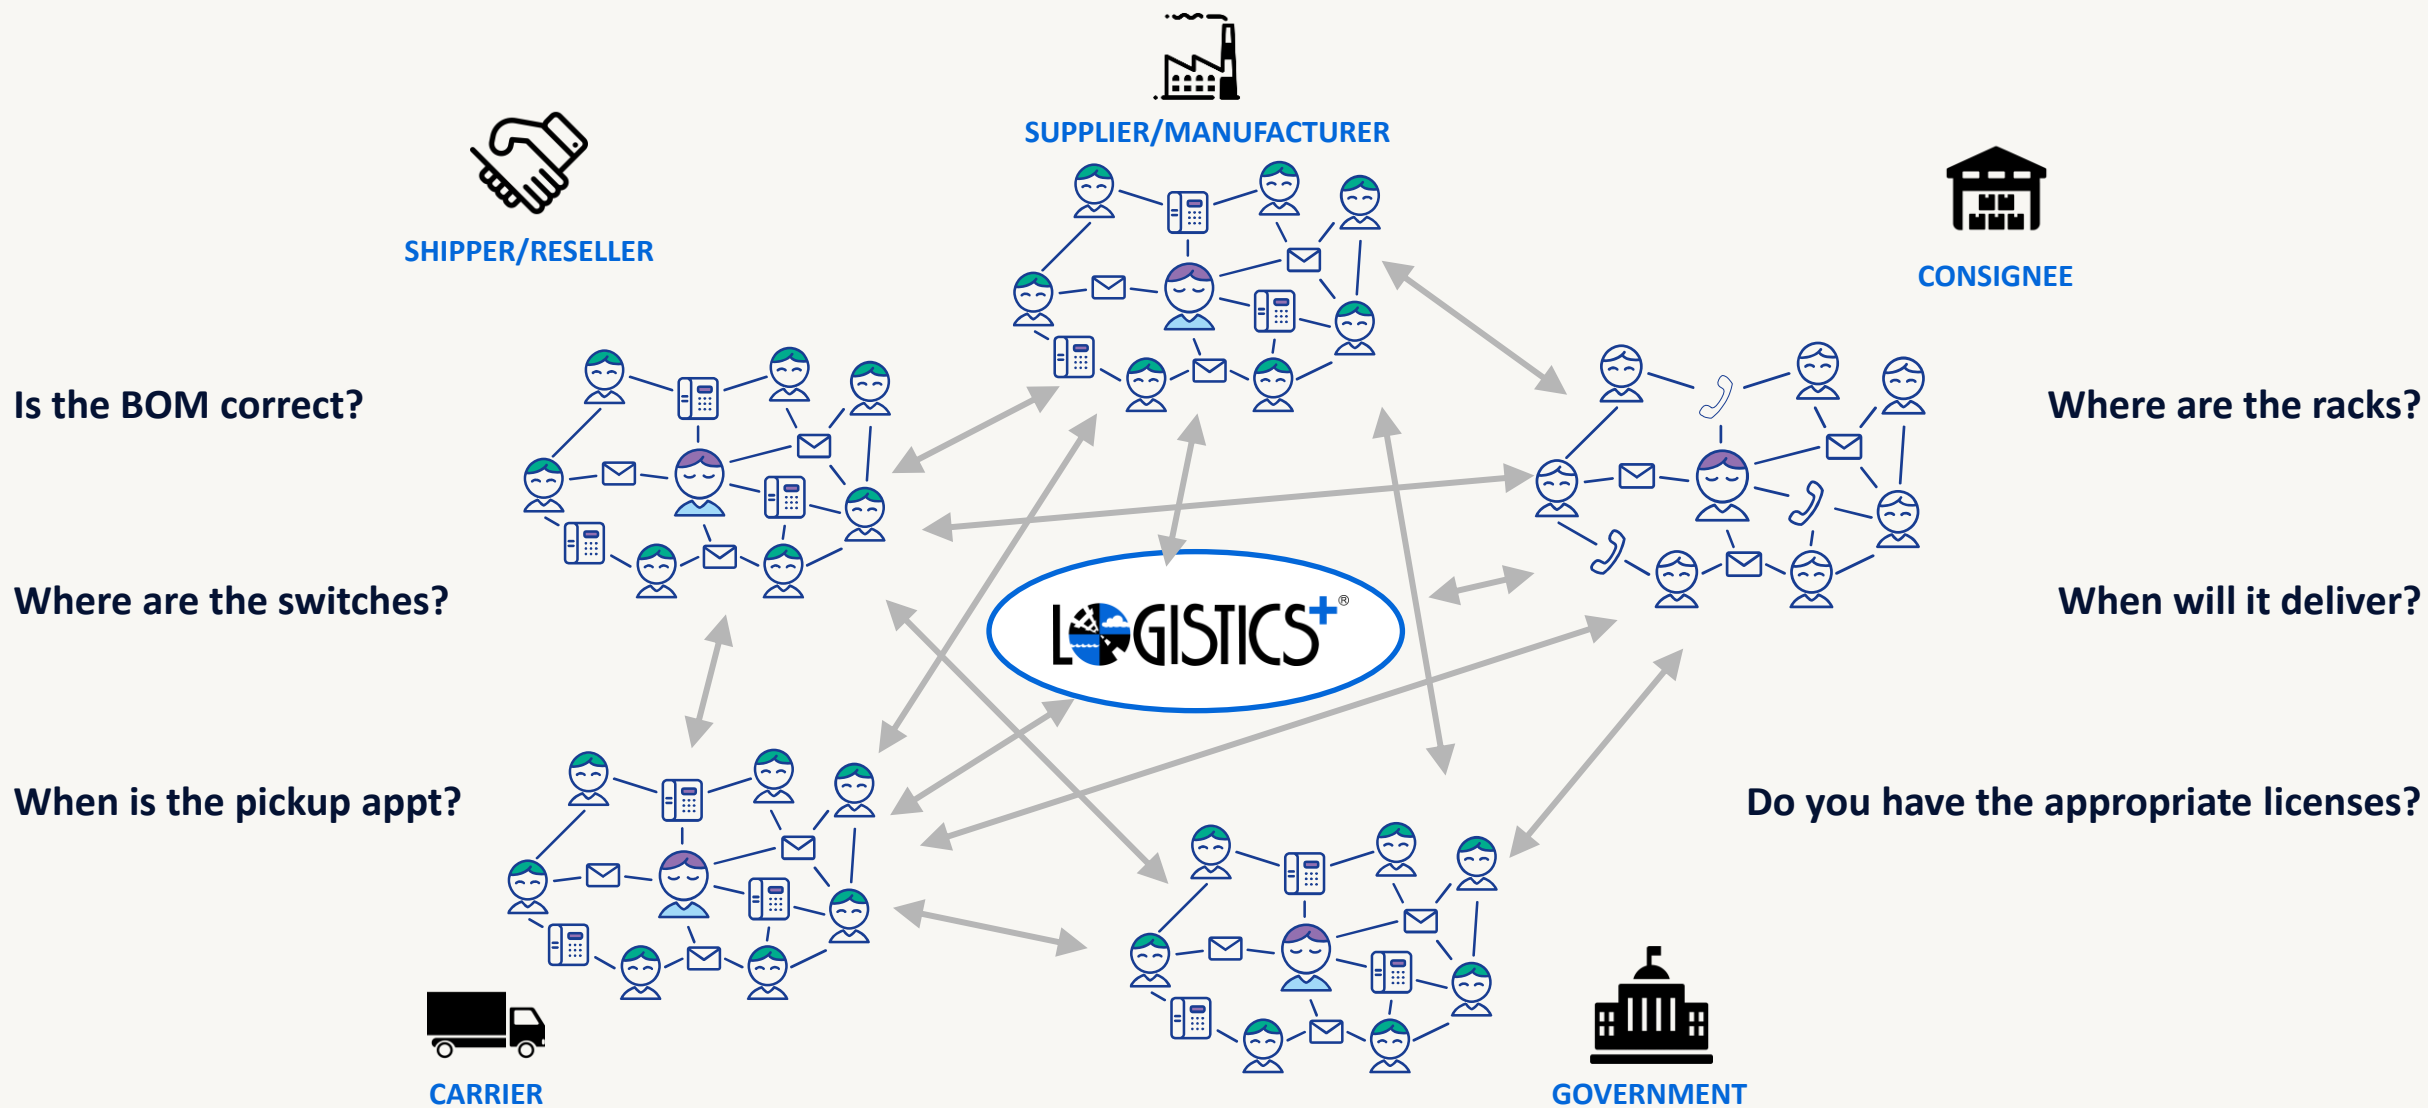 SUPPLIER/MANUFACTURER
SHIPPER/RESELLER
CONSIGNEE
Is the BOM correct?
Where are the racks?
Where are the switches?
LOGISTICS+®
When will it deliver?
When is the pickup appt?
Do you have the appropriate licenses?
CARRIER
GOVERNMENT